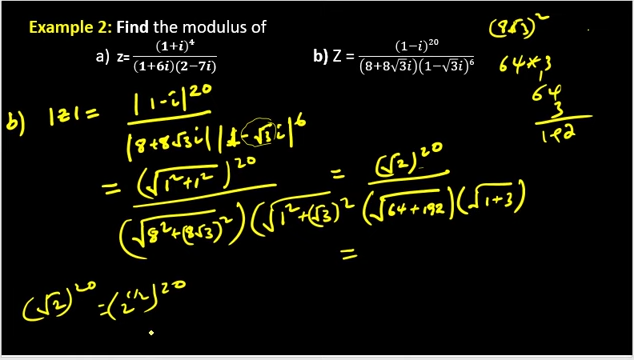 Example 2: Find the modulus of
a) z= (1+i)^4 / (1+6i)(2−7i)
b) Z = (1−i)^20 / (8+8√3i)(1−√3i)^6
(8√3)^2
64*3
64
3
192
b) |z| = |1-i|^20 / |8+8√3i| |1-√3i|^6
= (√1^2+1^2)^20 / (√8^2+(8√3)^2) (√1^2+(√3)^2 = (√2)^20 / (√64+192) (√1+3)
=
(√2)^20 = (2^1/2)^20